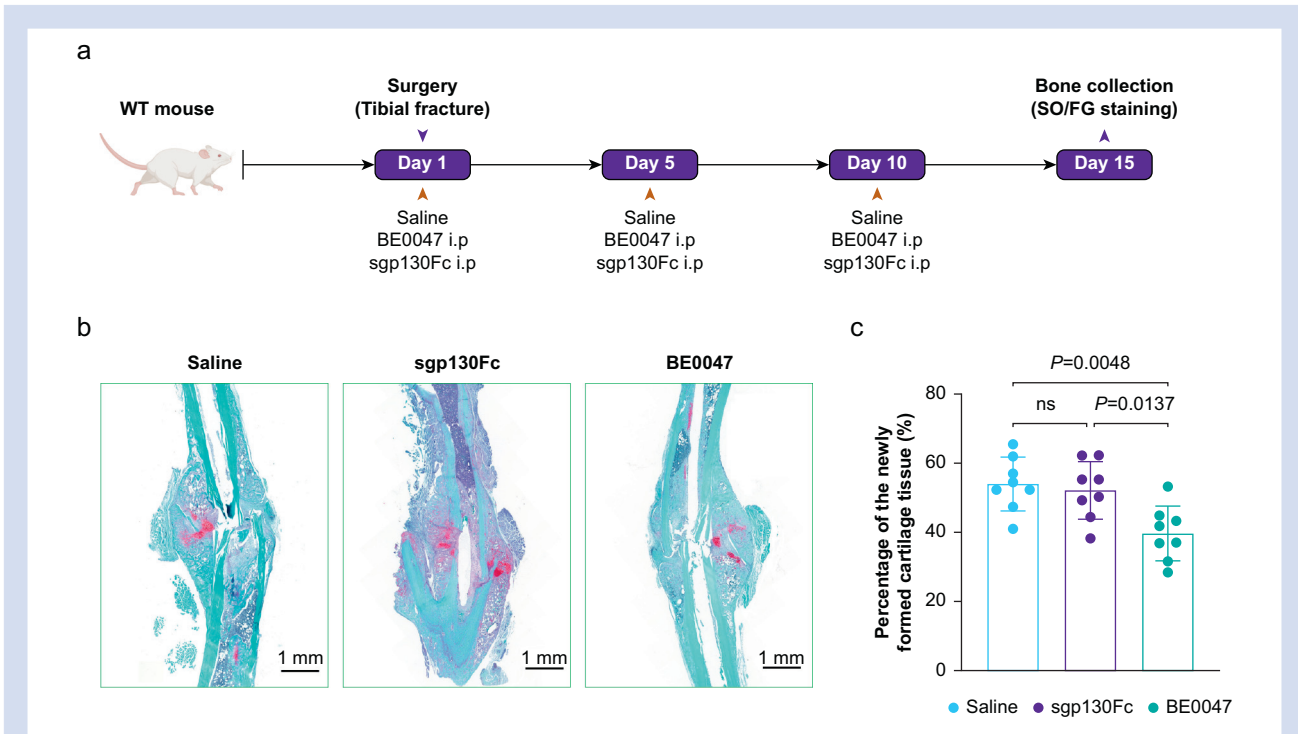 a
WT mouse
Surgery
(Tibial fracture)
Bone collection
(SO/FG staining)
Day 1
Day 5
Day 10
Day 15
Saline
BE0047 i.p
sgp130Fc i.p
Saline
BE0047 i.p
sgp130Fc i.p
Saline
BE0047 i.p
sgp130Fc i.p
b
Saline
sgp130Fc
BE0047
1 mm
1 mm
1 mm
c
P=0.0048
ns
P=0.0137
Percentage of the newly
formed cartilage tissue (%)
80
60
40
20
0
Saline
sgp130Fc
BE0047